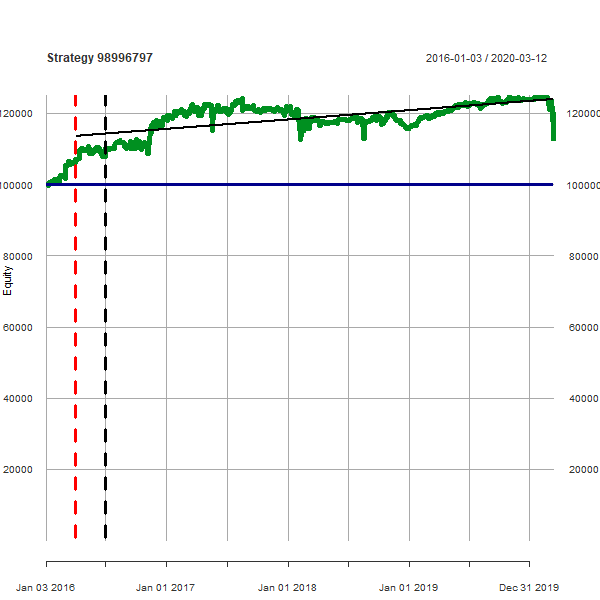 Strategy 98996797
2016-01-03 / 2020-03-12
120000
120000
100000
100000
80000
80000
Equity
60000
60000
40000
40000
20000
20000
Jan 03 2016
Jan 01 2017
Jan 01 2018
Jan 01 2019
Dec 31 2019